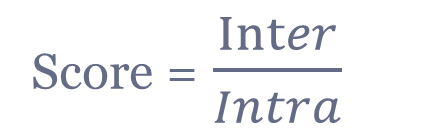 Score = Inter / Intra